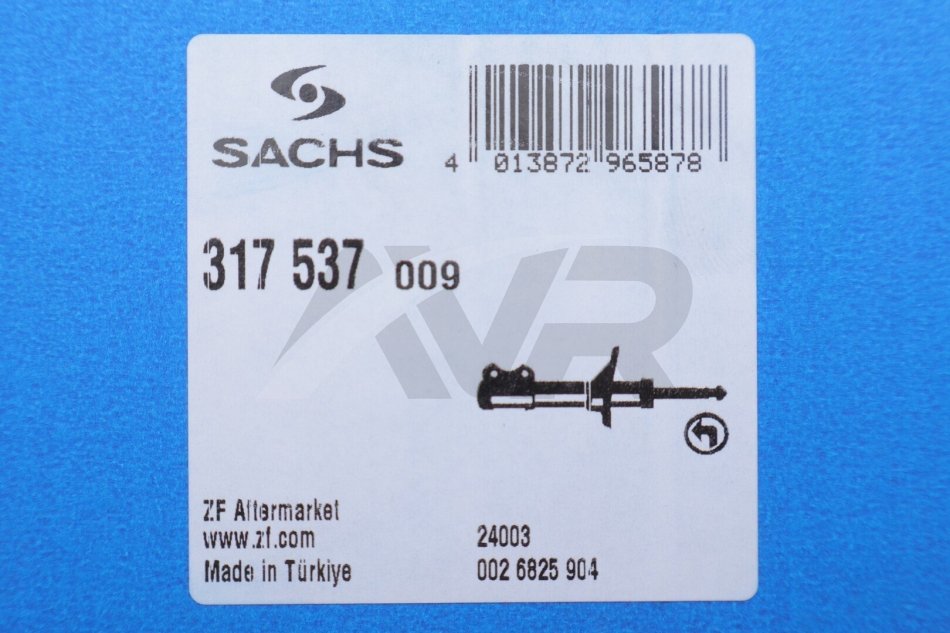 SACHS
4 013872 965878
317 537 009
AVR
ZF Aftermarket
www.zf.com
Made in Türkiye
24003
002 6825 904